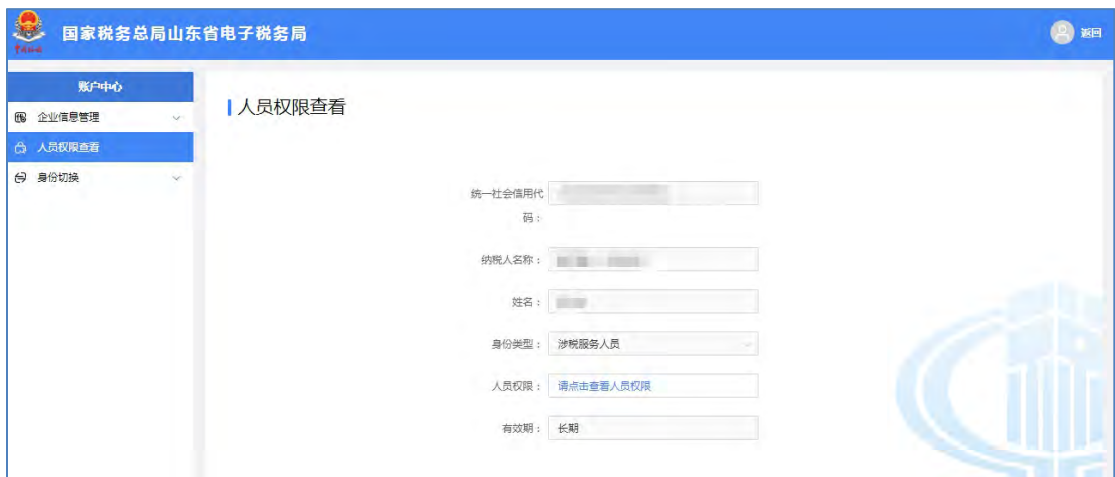 国家税务总局山东省电子税务局
返回
账户中心
企业信息管理
人员权限查看
身份切换
人员权限查看
统一社会信用代
码：
纳税人名称：
姓名：
身份类型：
涉税服务人员
人员权限：
请点击查看人员权限
有效期：
长期